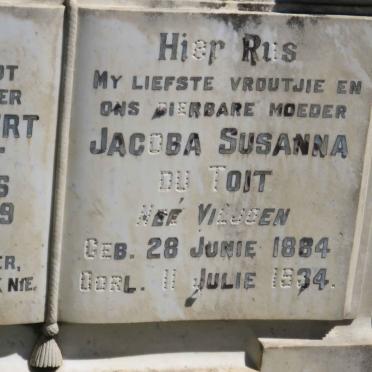 Hier Rus
My liefste vroutjie en
ons dierbare moeder
Jacoba Susanna
du Toit
Neé Viljoen
Geb. 28 Junie 1884
Oorl. 11 Julie 1934.